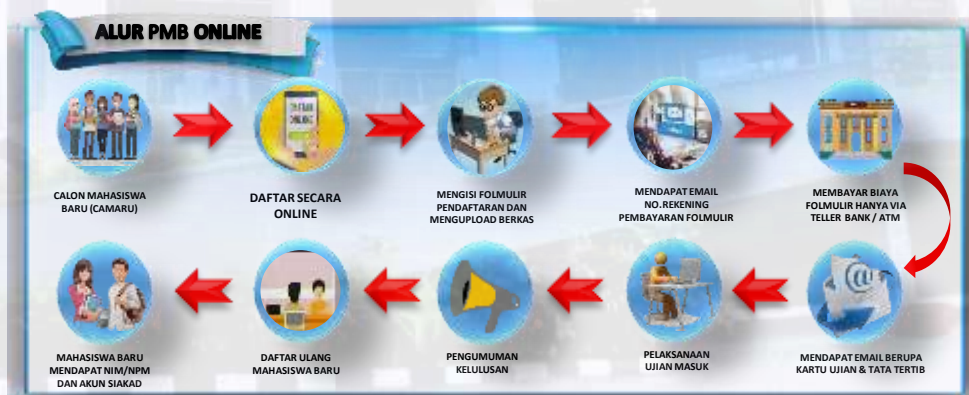 ALUR PMB ONLINE
DAFTAR
ONLINE
CALON MAHASISWA
BARU (CAMARU)
DAFTAR SECARA
ONLINE
MENGISI FOLMULIR
PENDAFTARAN DAN
MENGUPLOAD BERKAS
MENDAPAT EMAIL
NO.REKENING
PEMBAYARAN FOLMULIR
MEMBAYAR BIAYA
FOLMULIR HANYA VIA
TELLER BANK / ATM
@
MAHASISWA BARU
MENDAPAT NIM/NPM
DAN AKUN SIAKAD
DAFTAR ULANG
MAHASISWA BARU
PENGUMUMAN
KELULUSAN
PELAKSANAAN
UJIAN MASUK
MENDAPAT EMAIL BERUPA
KARTU UJIAN & TATA TERTIB